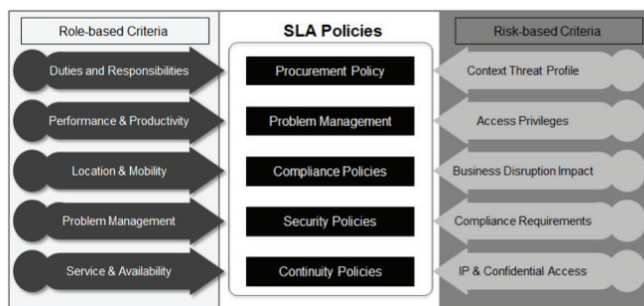 Role-based Criteria
SLA Policies
Risk-based Criteria
Duties and Responsibilities
Procurement Policy
Context Threat Profile
Performance & Productivity
Problem Management
Access Privileges
Location & Mobility
Compliance Policies
Business Disruption Impact
Problem Management
Security Policies
Compliance Requirements
Service & Availability
Continuity Policies
IP & Confidential Access